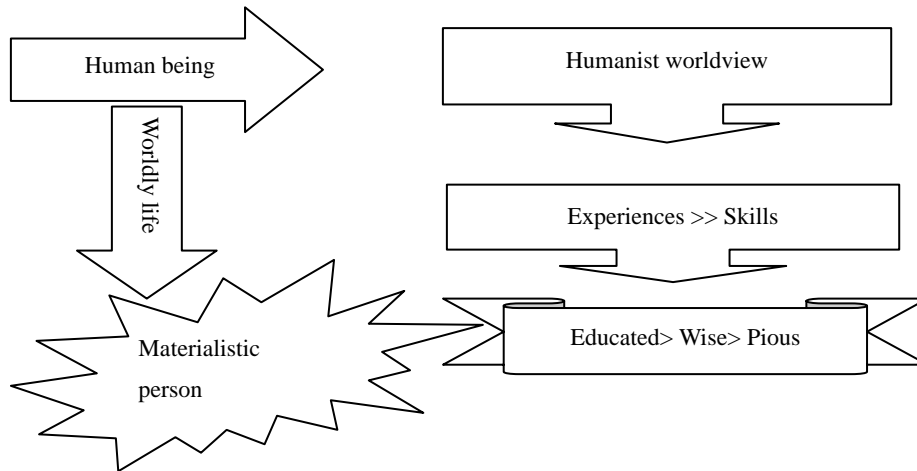 Human being
Worldly life
Materialistic
person
Humanist worldview
Experiences >> Skills
Educated> Wise> Pious